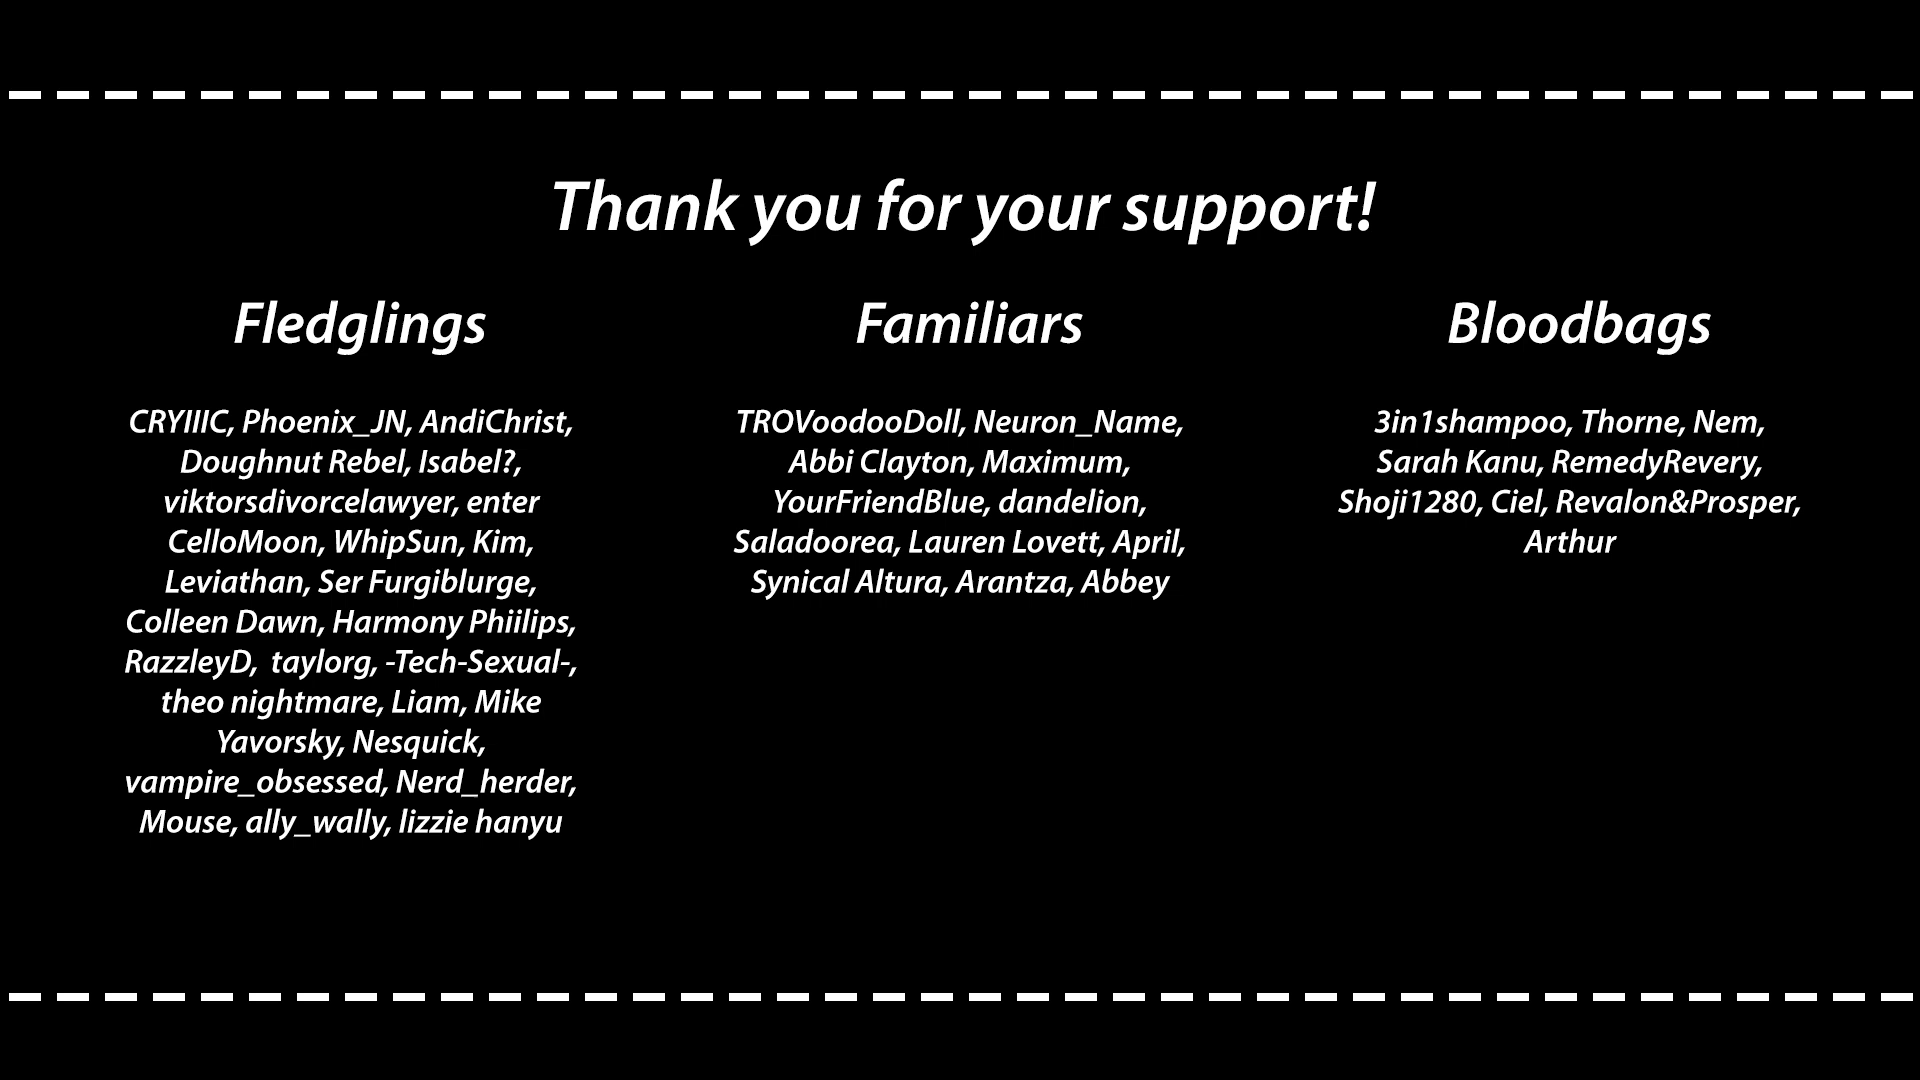 Thank you for your support!
Fledglings
CRYIIIC, Phoenix_JN, AndiChrist,
Doughnut Rebel, Isabel?,
viktorsdivorcelawyer, enter
CelloMoon, WhipSun, Kim,
Leviathan, Ser Furgiblurge,
Colleen Dawn, Harmony Phiilips,
RazzleyD,  taylorg, -Tech-Sexual-,
theo nightmare, Liam, Mike
Yavorsky, Nesquick,
vampire_obsessed, Nerd_herder,
Mouse, ally_wally, lizzie hanyu
Familiars
TROVoodooDoll, Neuron_Name,
Abbi Clayton, Maximum,
YourFriendBlue, dandelion,
Saladoorea, Lauren Lovett, April,
Synical Altura, Arantza, Abbey
Bloodbags
3in1shampoo, Thorne, Nem,
Sarah Kanu, RemedyRevery,
Shoji1280, Ciel, Revalon&Prosper,
Arthur